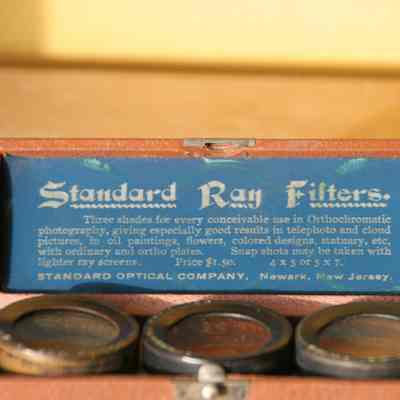 Standard Ray Filters.
Three shades for every conceivable use in Orthochromatic
photography, giving especially good results in telephoto and cloud
pictures, in oil paintings, flowers, colored designs, statuary, etc,
with ordinary and ortho plates. Snap shots may be taken with
lighter ray screens. Price $1.50. 4 x 5 or 5 x 7.
STANDARD OPTICAL COMPANY, Newark, New Jersey.